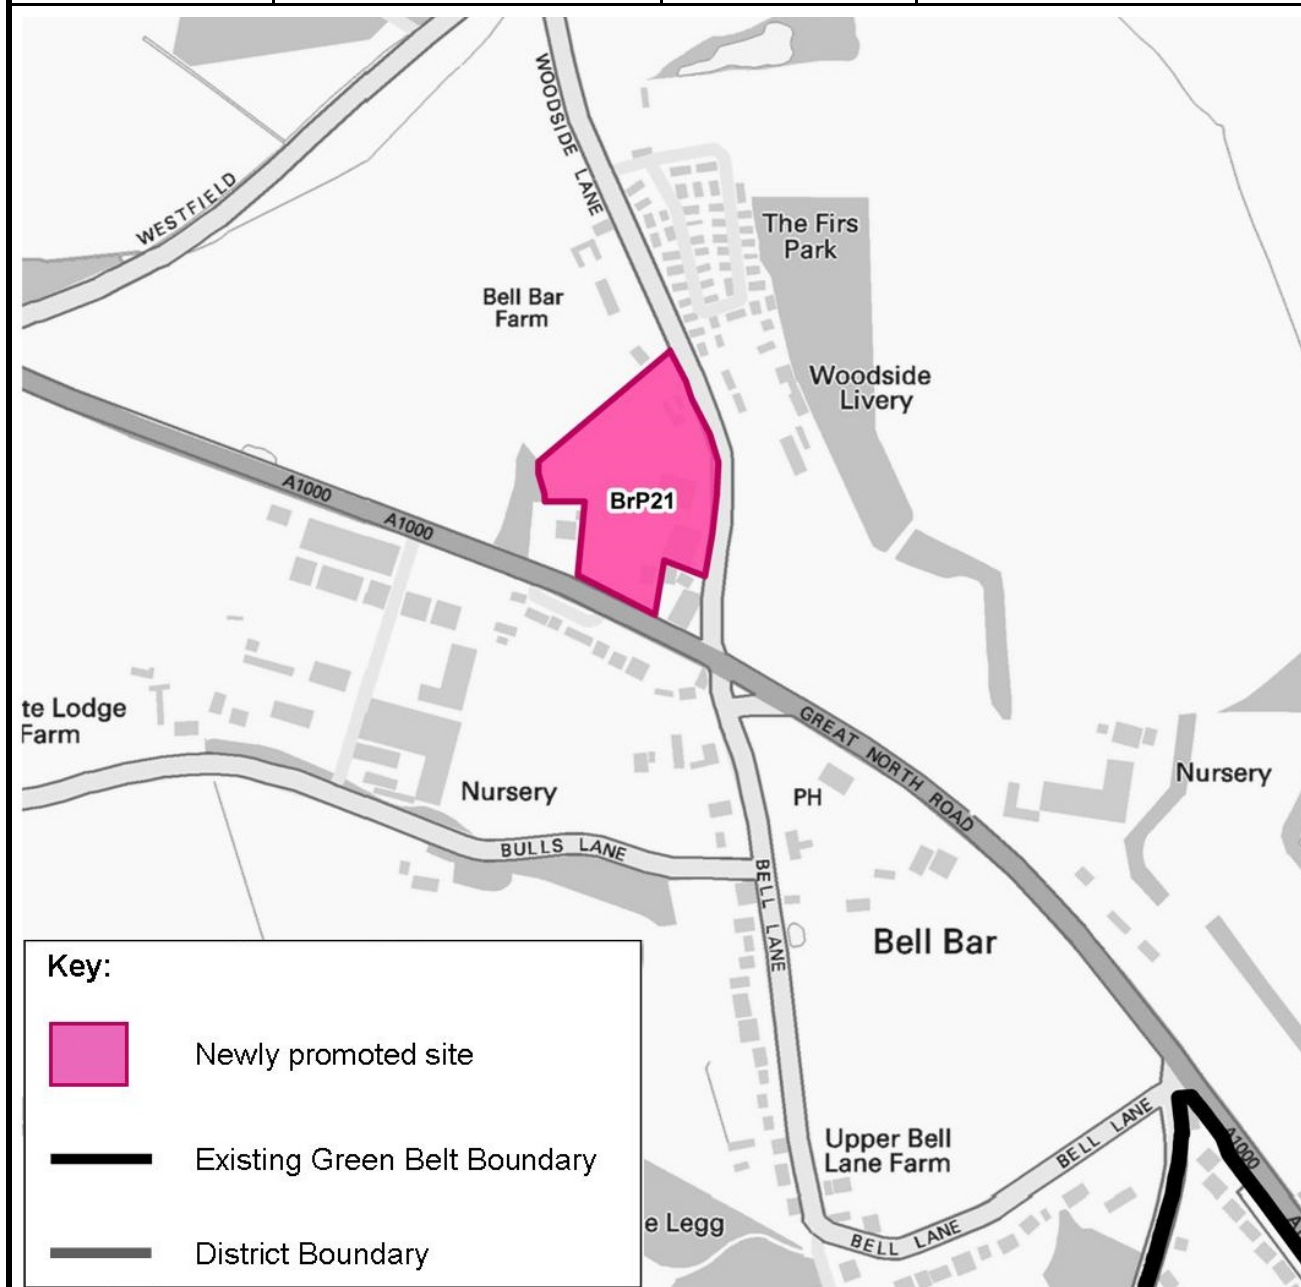 WOODSIDE LANE
WESTFIELD
The Firs
Park
Bell Bar
Farm
Woodside
Livery
BrP21
A1000
A1000
te Lodge
Farm
GREAT NORTH ROAD
Nursery
Nursery
PH
BULLS LANE
BELL LANE
Bell Bar
Key:
Newly promoted site
Existing Green Belt Boundary
District Boundary
BELL LANE
A1000
Upper Bell
Lane Farm
e Legg
BELL LANE